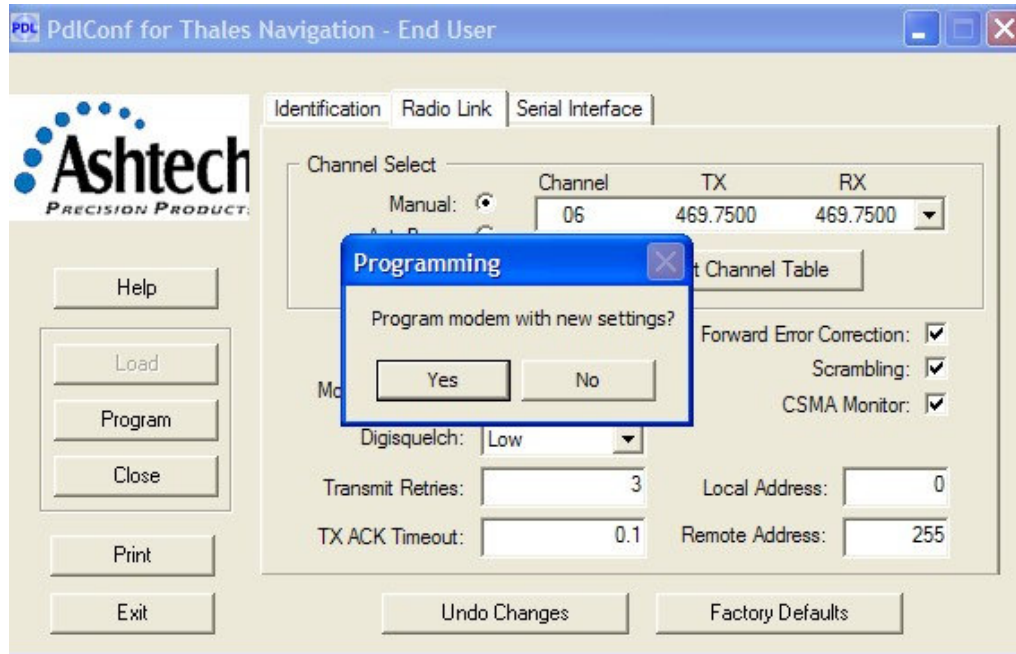 PDL PdlConf for Thales Navigation - End User
Ashtech
PRECISION PRODUCT
Identification Radio Link Serial Interface
Channel Select
Channel TX RX
Manual:
06 469.7500 469.7500
t Channel Table
Programming
Program modem with new settings?
Yes No
Forward Error Correction:
Scrambling:
CSMA Monitor:
Digisquelch: Low
Transmit Retries: 3
Local Address: 0
TX ACK Timeout: 0.1
Remote Address: 255
Help
Load
Program
Close
Print
Exit
Undo Changes
Factory Defaults